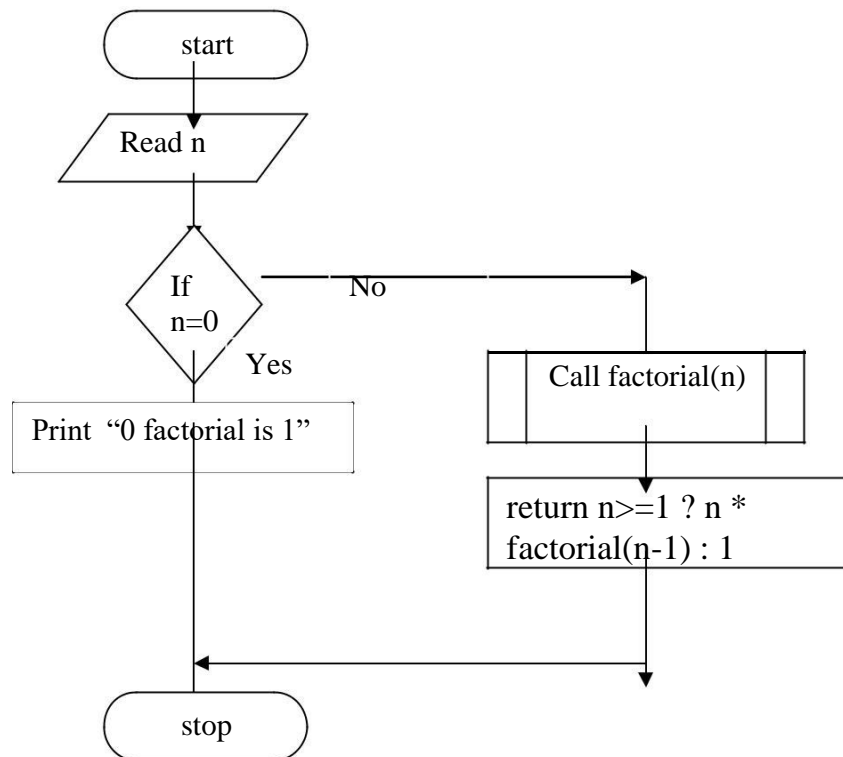 start
Read n
If
n=0
No
Yes
Call factorial(n)
Print “0 factorial is 1”
return n>=1 ? n *
factorial(n-1) : 1
stop